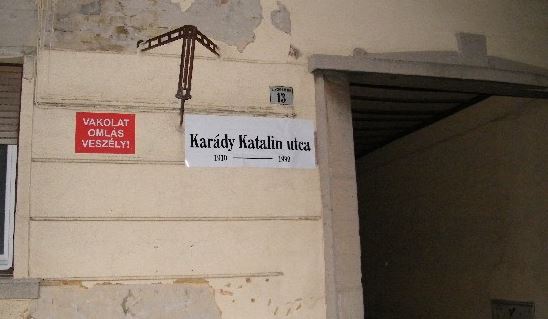 13
VAKOLAT
OMLÁS
VESZÉLY!
Karády Katalin utca
1910 — 1990